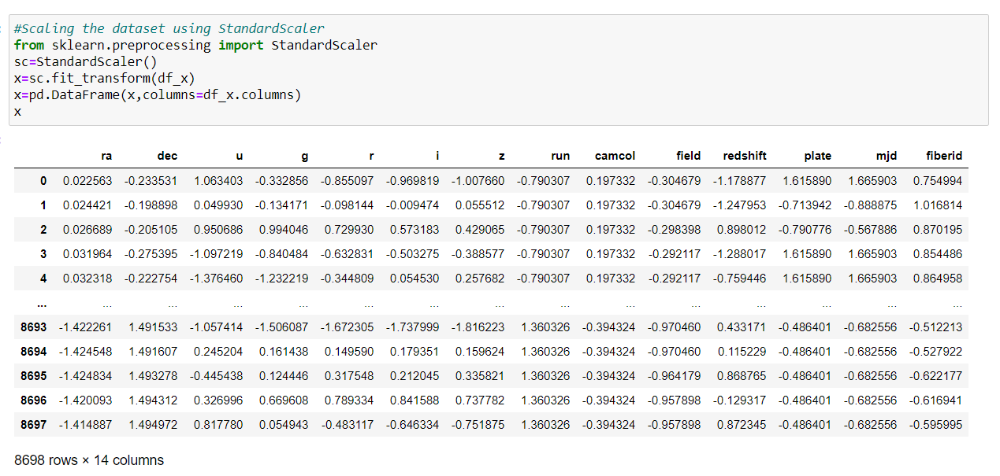 #Scaling the dataset using StandardScaler
from sklearn.preprocessing import StandardScaler
sc=StandardScaler()
x=sc.fit_transform(df_x)
x=pd.DataFrame(x,columns=df_x.columns)
x
ra dec u g r i z run camcol field redshift plate mjd fiberid
0 0.022563 -0.233531 1.063403 -0.332856 -0.855097 -0.969819 -1.007660 -0.790307 0.197332 -0.304679 -1.178877 1.615890 1.665903 0.754994
1 0.024421 -0.198898 0.049930 -0.134171 -0.098144 -0.009474 0.055512 -0.790307 0.197332 -0.304679 -1.247953 -0.713942 -0.888875 1.016814
2 0.026689 -0.205105 0.950686 0.994046 0.729930 0.573183 0.429065 -0.790307 0.197332 -0.298398 0.898012 -0.790776 -0.567886 0.870195
3 0.031964 -0.275395 -1.097219 -0.840484 -0.632831 -0.503275 -0.388577 -0.790307 0.197332 -0.292117 -1.288017 1.615890 1.665903 0.854486
4 0.032318 -0.222754 -1.376460 -1.232219 -0.344809 0.054530 0.257682 -0.790307 0.197332 -0.292117 -0.759446 1.615890 1.665903 0.864958
... ... ... ... ... ... ... ... ... ... ... ... ... ... ...
8693 -1.422261 1.491533 -1.057414 -1.506087 -1.672305 -1.737999 -1.816223 1.360326 -0.394324 -0.970460 0.433171 -0.486401 -0.682556 -0.512213
8694 -1.424548 1.491607 0.245204 0.161438 0.149590 0.179351 0.159624 1.360326 -0.394324 -0.970460 0.115229 -0.486401 -0.682556 -0.527922
8695 -1.424834 1.493278 -0.445438 0.124446 0.317548 0.212045 0.335821 1.360326 -0.394324 -0.964179 0.868765 -0.486401 -0.682556 -0.622177
8696 -1.420093 1.494312 0.326996 0.669608 0.789334 0.841588 0.737782 1.360326 -0.394324 -0.957898 -0.129317 -0.486401 -0.682556 -0.616941
8697 -1.414887 1.494972 0.817780 0.054943 -0.483117 -0.646334 -0.751875 1.360326 -0.394324 -0.957898 0.872345 -0.486401 -0.682556 -0.595995
8698 rows × 14 columns